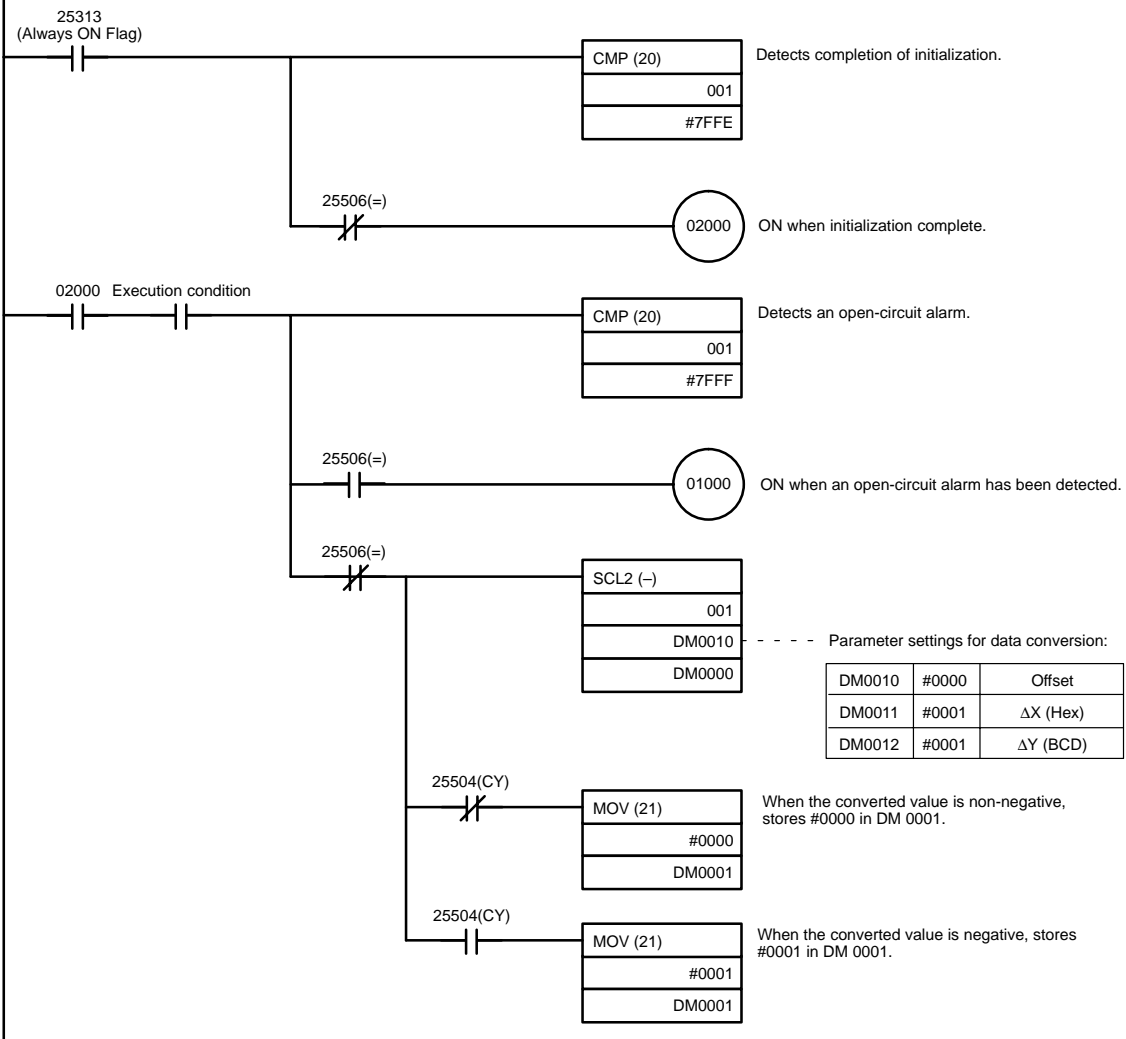 25313
(Always ON Flag)
CMP (20)
Detects completion of initialization.
001
#7FFE
25506(=)
02000
ON when initialization complete.
02000 Execution condition
CMP (20)
Detects an open-circuit alarm.
001
#7FFF
25506(=)
01000
ON when an open-circuit alarm has been detected.
25506(=)
SCL2 (–)
001
DM0010
Parameter settings for data conversion:
DM0000
DM0010 #0000 Offset
DM0011 #0001 ΔX (Hex)
DM0012 #0001 ΔY (BCD)
25504(CY)
MOV (21)
When the converted value is non-negative,
stores #0000 in DM 0001.
#0000
DM0001
25504(CY)
MOV (21)
When the converted value is negative, stores
#0001 in DM 0001.
#0001
DM0001